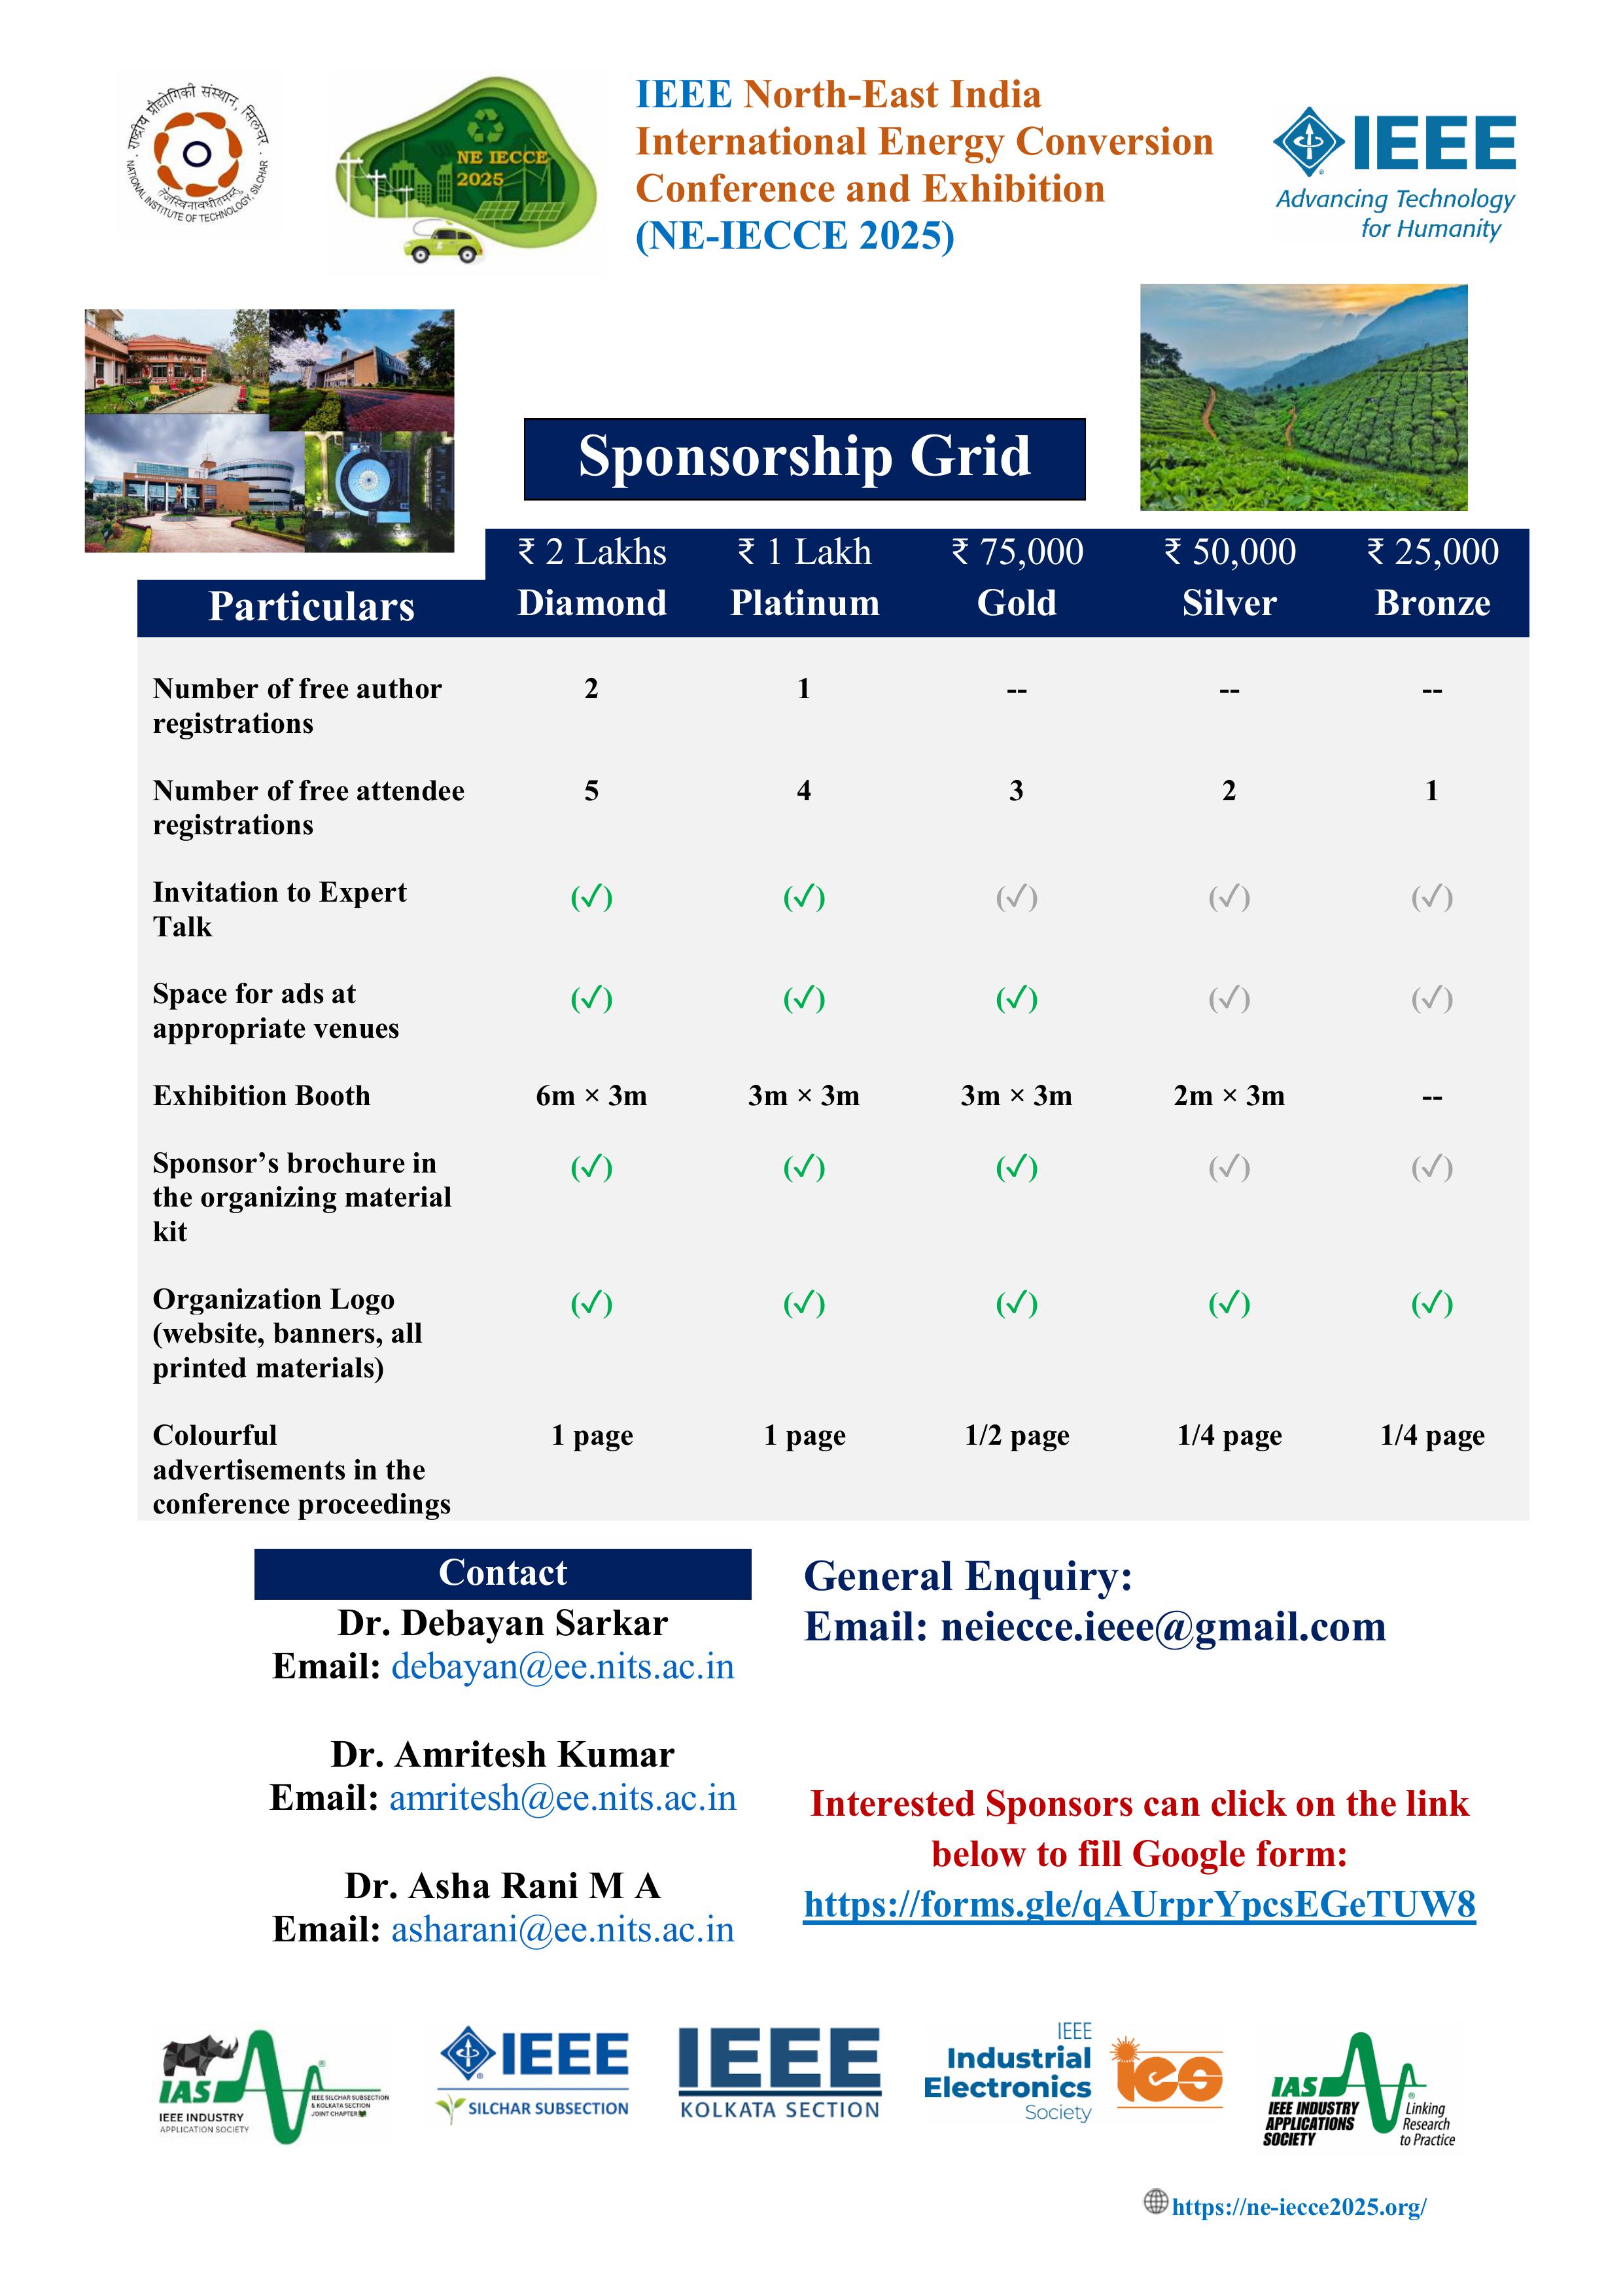 राष्ट्रीय प्रौद्योगिकी संस्थान, सिलचर
तेजस्विनावधीतमस्तु
NATIONAL INSTITUTE OF TECHNOLOGY, SILCHAR
NE IECCE
2025
IEEE North-East India
International Energy Conversion
Conference and Exhibition
(NE-IECCE 2025)
IEEE
Advancing Technology
for Humanity
Sponsorship Grid
₹ 2 Lakhs ₹ 1 Lakh ₹ 75,000 ₹ 50,000 ₹ 25,000
Particulars Diamond Platinum Gold Silver Bronze
Number of free author 2 1 -- -- --
registrations
Number of free attendee 5 4 3 2 1
registrations
Invitation to Expert (✓) (✓) (✓) (✓) (✓)
Talk
Space for ads at (✓) (✓) (✓) (✓) (✓)
appropriate venues
Exhibition Booth 6m × 3m 3m × 3m 3m × 3m 2m × 3m --
Sponsor’s brochure in (✓) (✓) (✓) (✓) (✓)
the organizing material
kit
Organization Logo (✓) (✓) (✓) (✓) (✓)
(website, banners, all
printed materials)
Colourful 1 page 1 page 1/2 page 1/4 page 1/4 page
advertisements in the
conference proceedings
Contact
Dr. Debayan Sarkar
Email: debayan@ee.nits.ac.in
Dr. Amritesh Kumar
Email: amritesh@ee.nits.ac.in
Dr. Asha Rani M A
Email: asharani@ee.nits.ac.in
General Enquiry:
Email: neiecce.ieee@gmail.com
Interested Sponsors can click on the link
below to fill Google form:
https://forms.gle/qAUrprYpcsEGeTUW8
IAS ®
IEEE INDUSTRY
APPLICATION SOCIETY
IEEE SILCHAR SUBSECTION
& KOLKATA SECTION
JOINT CHAPTER
IEEE
SILCHAR SUBSECTION
IEEE
KOLKATA SECTION
IEEE
Industrial
Electronics
Society
ies
IAS ®
IEEE INDUSTRY
APPLICATIONS
SOCIETY
Linking
Research
to Practice
https://ne-iecce2025.org/